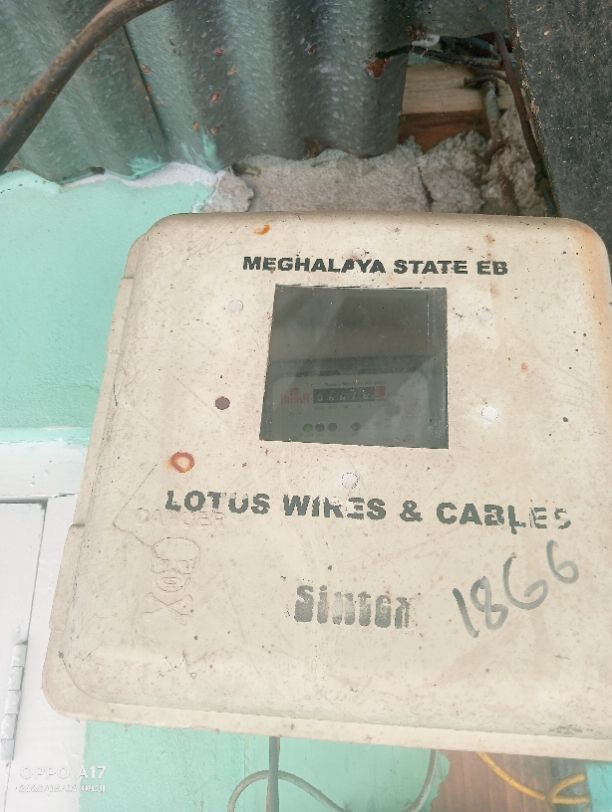 MEGHALAYA STATE EB
LOTUS WIRES & CABLES
DANGER
Sintex
1866
OPPO A17